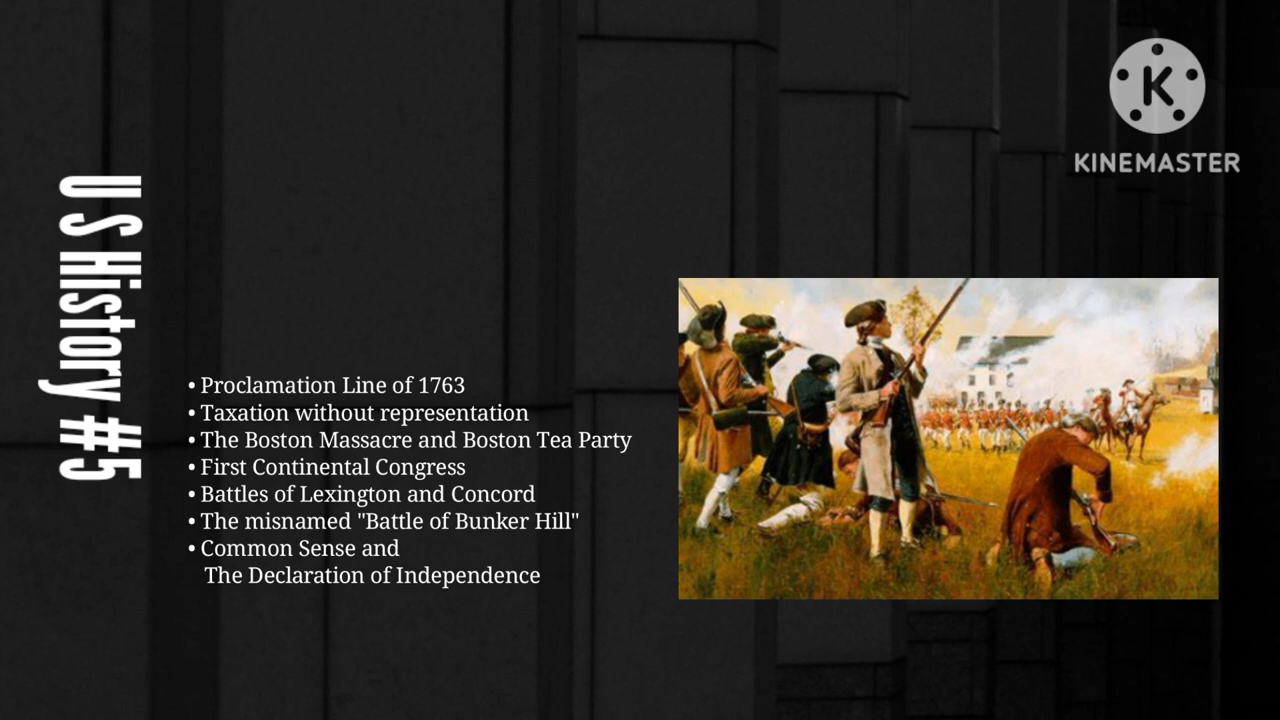 U S History #5
• Proclamation Line of 1763
• Taxation without representation
• The Boston Massacre and Boston Tea Party
• First Continental Congress
• Battles of Lexington and Concord
• The misnamed "Battle of Bunker Hill"
• Common Sense and
The Declaration of Independence
K
KINEMASTER